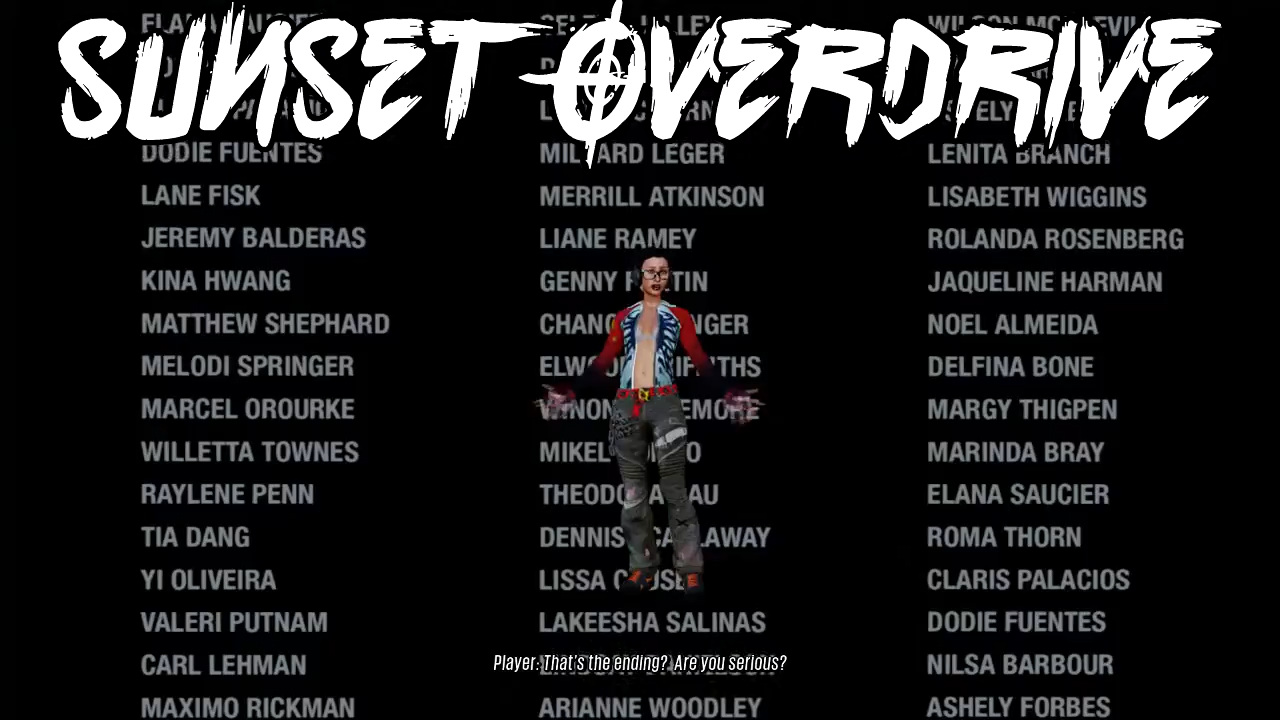 SUNSET OVERDRIVE
DODIE FUENTES
LANE FISK
JEREMY BALDERAS
KINA HWANG
MATTHEW SHEPHARD
MELODI SPRINGER
MARCEL OROURKE
WILLETTA TOWNES
RAYLENE PENN
TIA DANG
YI OLIVEIRA
VALERI PUTNAM
CARL LEHMAN
MAXIMO RICKMAN
LEGER
MERRILL ATKINSON
LIANE RAMEY
GENNY
DENNIS
LISSA
LAKEESHA SALINAS
ARIANNE WOODLEY
LENITA BRANCH
LISABETH WIGGINS
ROLANDA ROSENBERG
JAQUELINE HARMAN
NOEL ALMEIDA
DELFINA BONE
MARGY THIGPEN
MARINDA BRAY
ELANA SAUCIER
ROMA THORN
CLARIS PALACIOS
DODIE FUENTES
NILSA BARBOUR
ASHELY FORBES
Player: That's the ending? Are you serious?